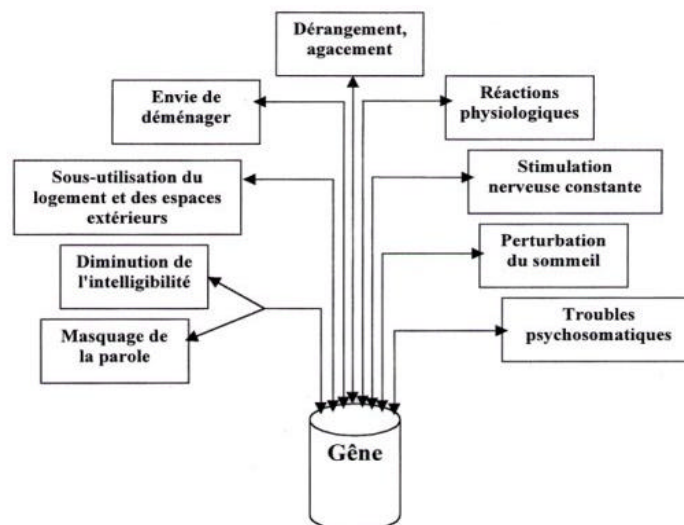 Dérangement,
agacement
Envie de
déménager
Réactions
physiologiques
Sous-utilisation du
logement et des espaces
extérieurs
Stimulation
nerveuse constante
Diminution de
l'intelligibilité
Perturbation
du sommeil
Masquage de
la parole
Troubles
psychosomatiques
Gêne